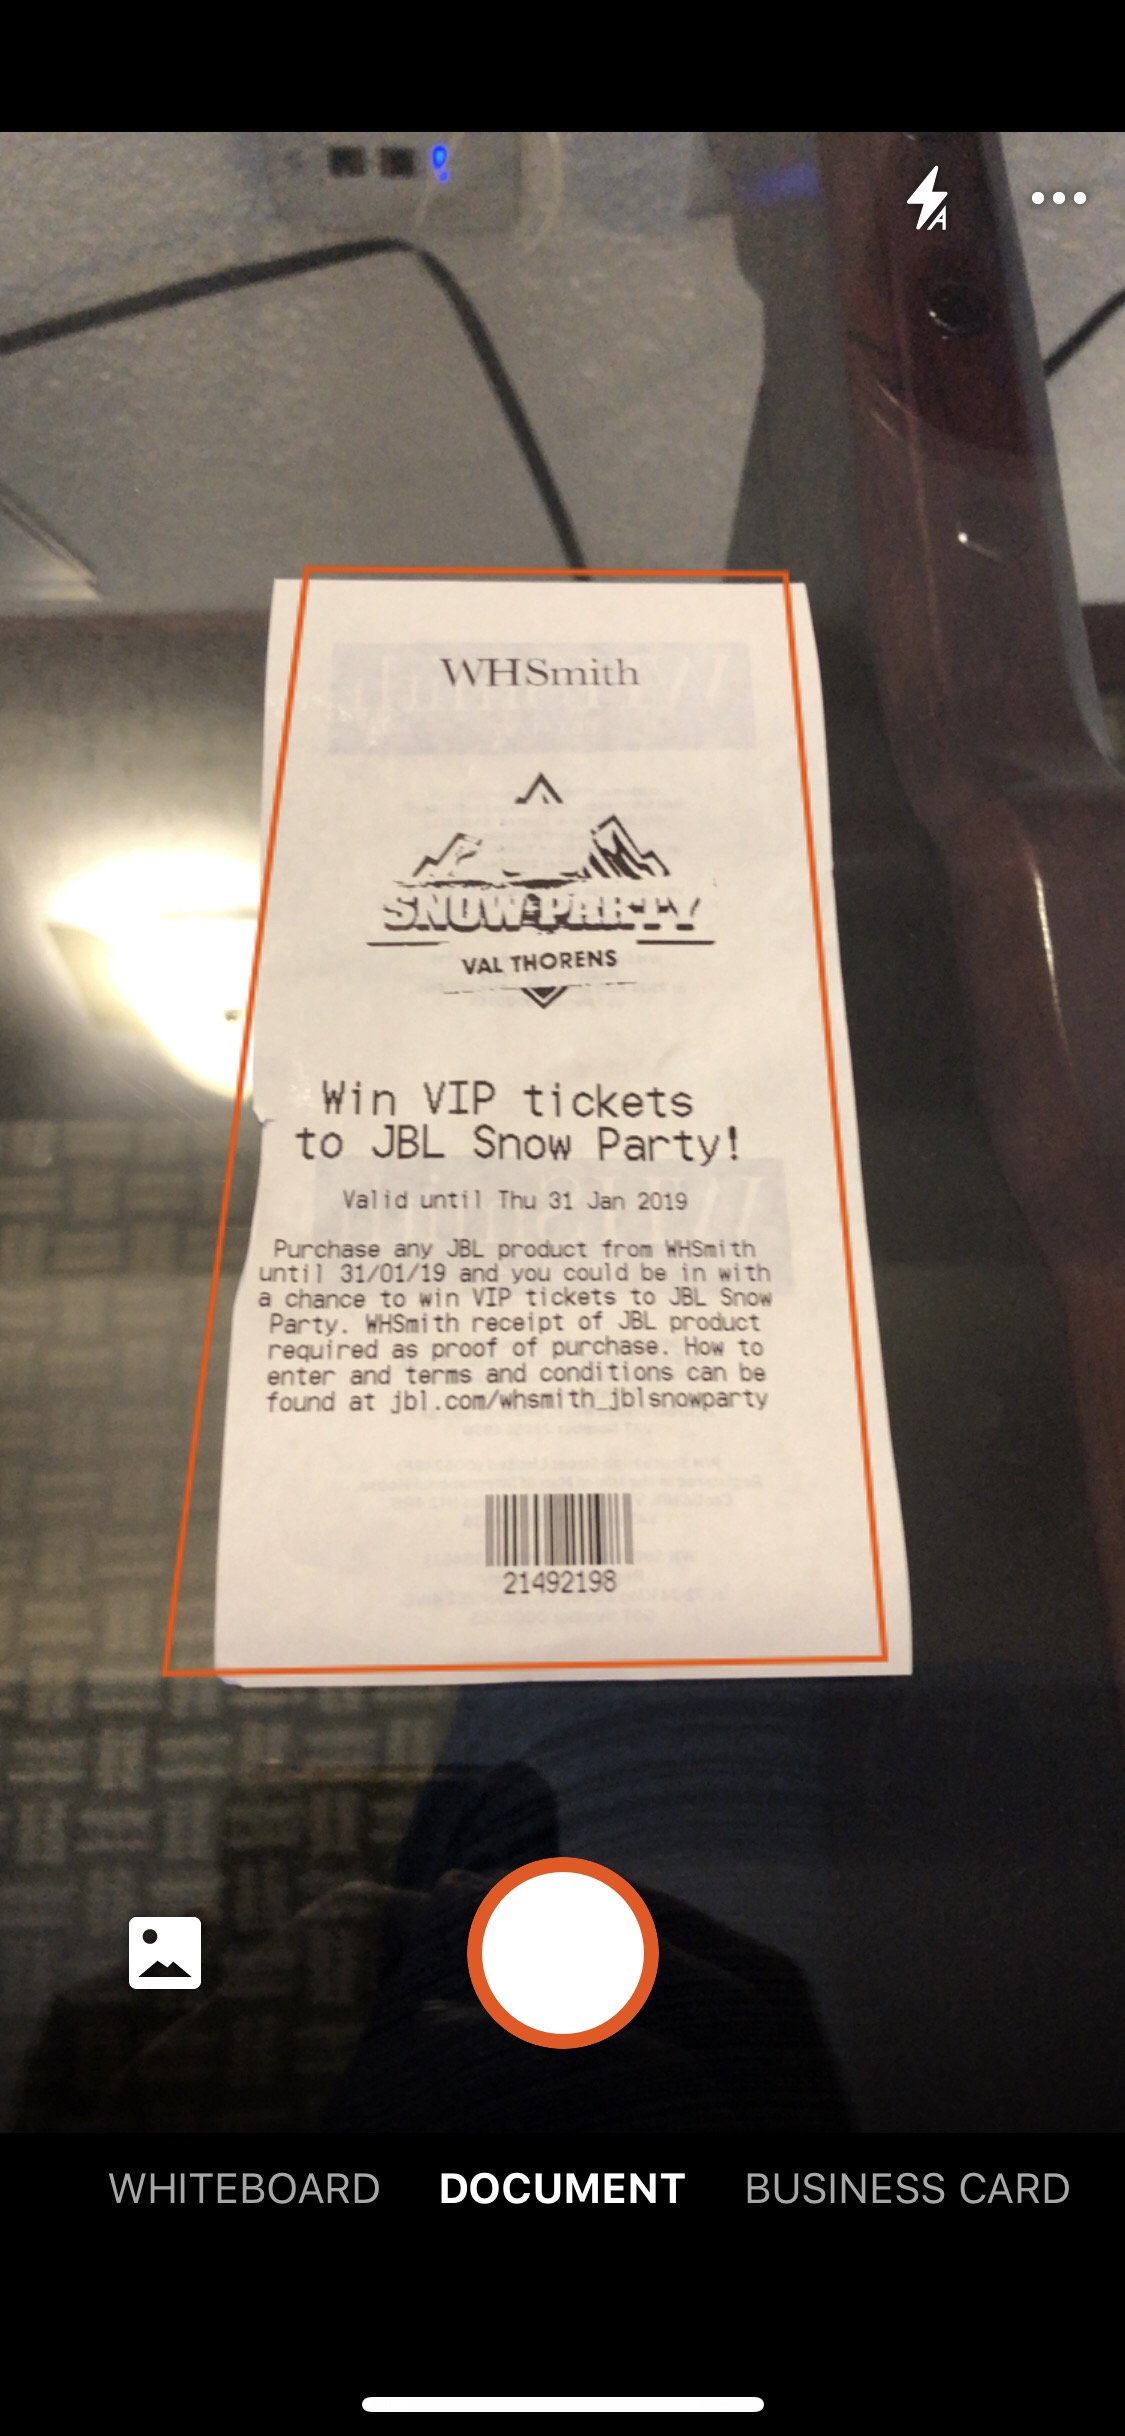 WHSmith
SNOW PARTY
VAL THORENS
Win VIP tickets
to JBL Snow Party!
Valid until Thu 31 Jan 2019
Purchase any JBL product from WHSmith
until 31/01/19 and you could be in with
a chance to win VIP tickets to JBL Snow
Party. WHSmith receipt of JBL product
required as proof of purchase. How to
enter and terms and conditions can be
found at jbl.com/whsmith_jblsnowparty
21492198
WHITEBOARD DOCUMENT BUSINESS CARD